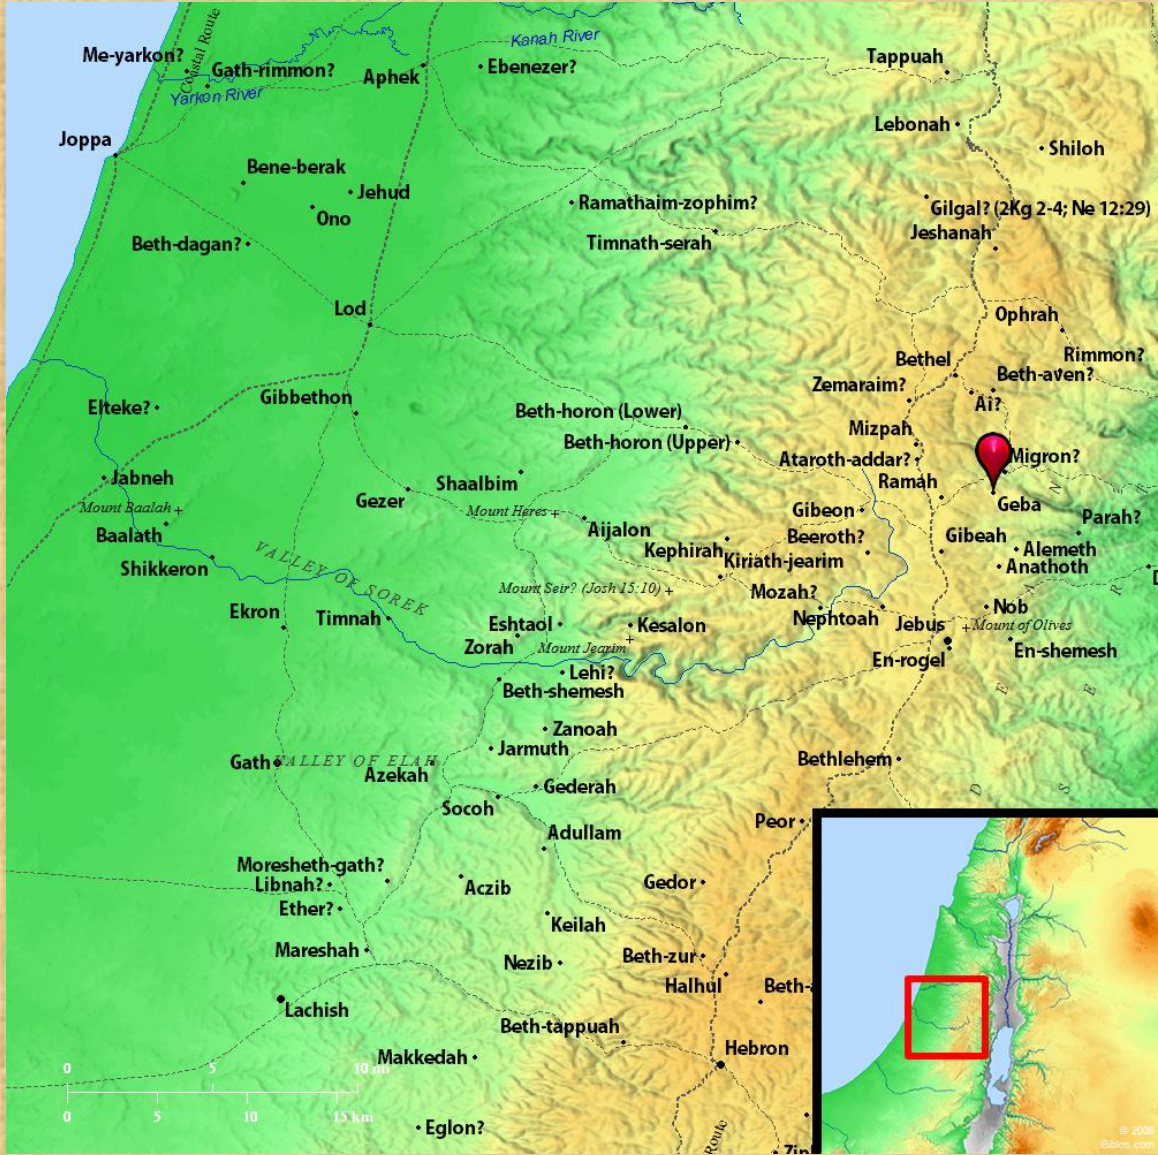 Coastal Route
Kanah River
Me-yarkon?
Gath-rimmon?
Aphek
Ebenezer?
Tappuah
Yarkon River
Joppa
Lebonah
Shiloh
Bene-berak
Jehud
Ono
Ramathaim-zophim?
Gilgal? (2Kg 2-4; Ne 12:29)
Beth-dagan?
Timnath-serah
Jeshanah
Lod
Ophrah
Bethel
Rimmon?
Beth-aven?
Zemaraim?
Gibbethon
Elteke?
Ai?
Beth-horon (Lower)
Mizpah
Beth-horon (Upper)
Migron?
Ataroth-addar?
Jabneh
Shaalbim
Ramah
Gezer
Geba
Mount Baalah
Mount Heres
Gibeon
Parah?
Baalath
Aijalon
Beeroth?
Gibeah
Kephirah
Alemeth
Kiriath-jearim
Anathoth
Shikkeron
VALLEY OF SOREK
Mount Seir? (Josh 15:10)
Mozah?
Nob
Ekron
Timnah
Eshtaol
Kesalon
Nephtoah
Jebus
Mount of Olives
Zorah
Mount Jearim
En-rogel
En-shemesh
Lehi?
Beth-shemesh
Zanoah
Jarmuth
Gath
VALLEY OF ELAH
Azekah
Bethlehem
Gederah
Socoh
Adullam
Peor
Moresheth-gath?
Libnah?
Aczib
Gedor
Ether?
Keilah
Mareshah
Nezib
Beth-zur
Halhul
Beth-
Lachish
Beth-tappuah
Hebron
Makkedah
0 5 10 mi
0 5 10 15 km
Eglon?
Route
© 2008
Biblos.com